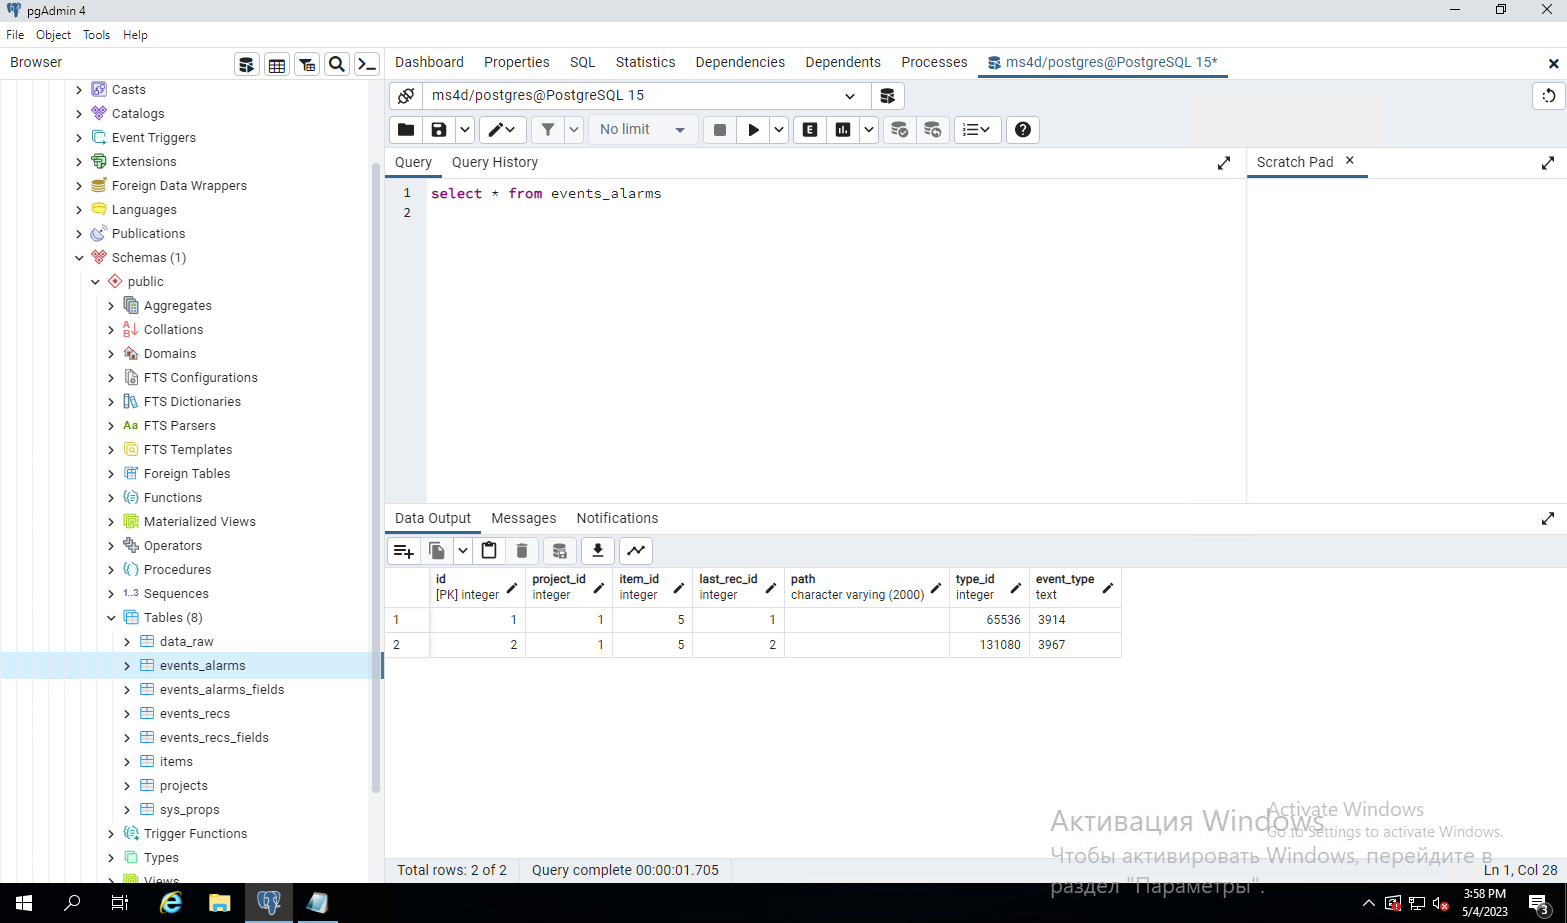 pgAdmin 4
File Object Tools Help
Browser
Dashboard Properties SQL Statistics Dependencies Dependents Processes ms4d/postgres@PostgreSQL 15*
Casts
Catalogs
Event Triggers
Extensions
Foreign Data Wrappers
Languages
Publications
Schemas (1)
public
Aggregates
Collations
Domains
FTS Configurations
FTS Dictionaries
Aa FTS Parsers
FTS Templates
Foreign Tables
Functions
Materialized Views
Operators
Procedures
1..3 Sequences
Tables (8)
data_raw
events_alarms
events_alarms_fields
events_recs
events_recs_fields
items
projects
sys_props
Trigger Functions
Types
Views
ms4d/postgres@PostgreSQL 15
No limit
E
Query Query History
Scratch Pad
1 select * from events_alarms
2
Data Output Messages Notifications
id project_id item_id last_rec_id path type_id event_type
[PK] integer integer integer integer character varying (2000) integer text
1 1 1 5 1 65536 3914
2 2 1 5 2 131080 3967
Total rows: 2 of 2 Query complete 00:00:01.705
Ln 1, Col 28
Активация Windows
Чтобы активировать Windows, перейдите в
раздел "Параметры".
Activate Windows
Go to Settings to activate Windows.
3:58 PM
5/4/2023
3